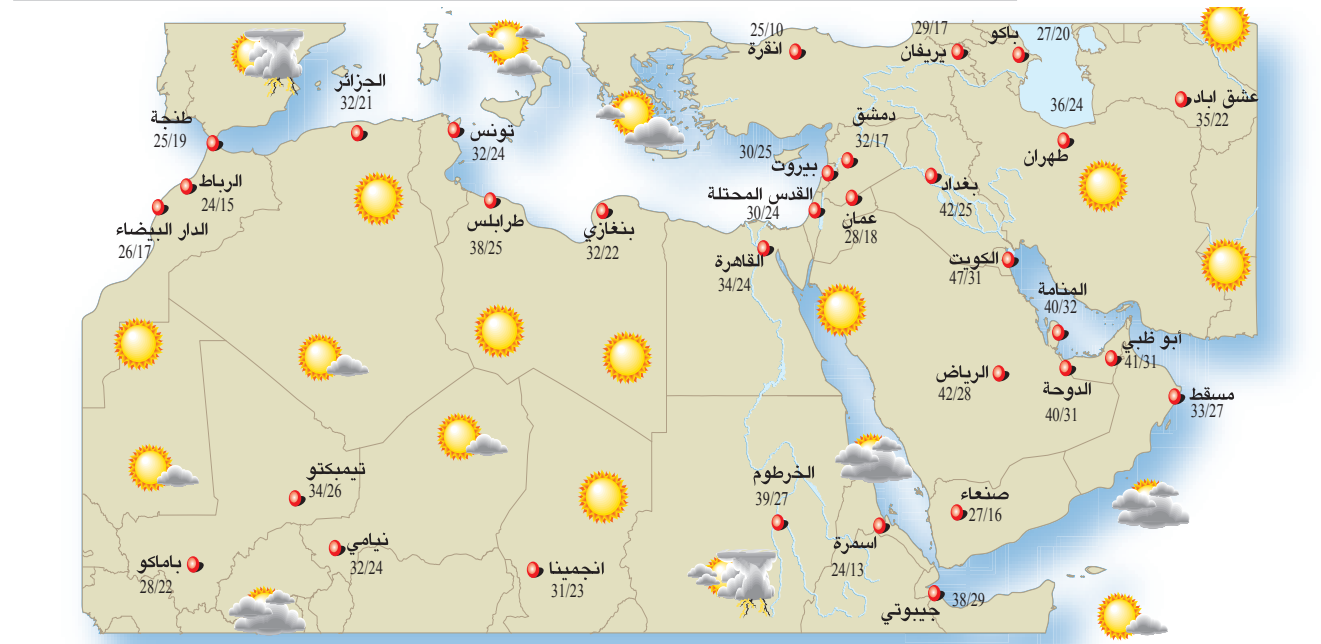 25/10
انقرة
29/17
يريفان
باكو
27/20
عشق اباد
35/22
36/24
طهران
الجزائر
32/21
طنجة
25/19
تونس
32/24
دمشق
32/17
30/25
بيروت
بغداد
42/25
الرباط
24/15
القدس المحتلة
30/24
عمان
28/18
الدار البيضاء
26/17
طرابلس
38/25
بنغازي
32/22
القاهرة
34/24
الكويت
47/31
المنامة
40/32
أبو ظبي
41/31
الرياض
42/28
الدوحة
40/31
مسقط
33/27
تيمبكتو
34/26
الخرطوم
39/27
صنعاء
27/16
نيامي
32/24
اسمرة
24/13
باماكو
28/22
انجمينا
31/23
جيبوتي
38/29